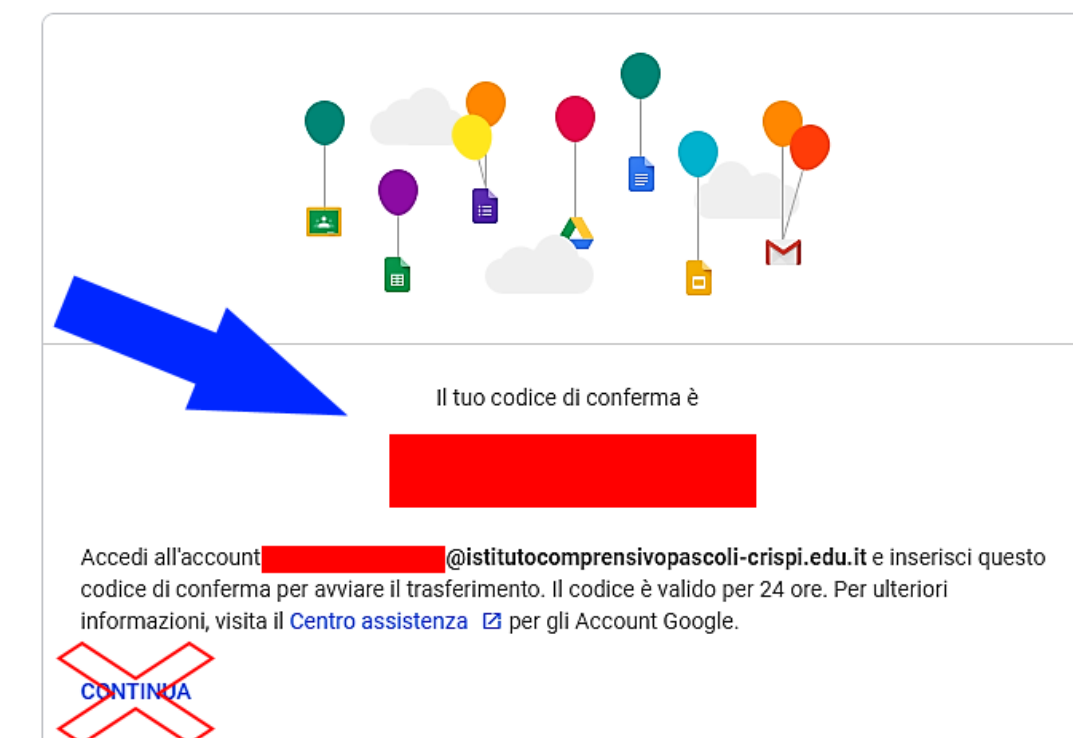 Il tuo codice di conferma è
Accedi all'account @istitutocomprensivopascoli-crispi.edu.it e inserisci questo
codice di conferma per avviare il trasferimento. Il codice è valido per 24 ore. Per ulteriori
informazioni, visita il Centro assistenza per gli Account Google.
CONTINUA